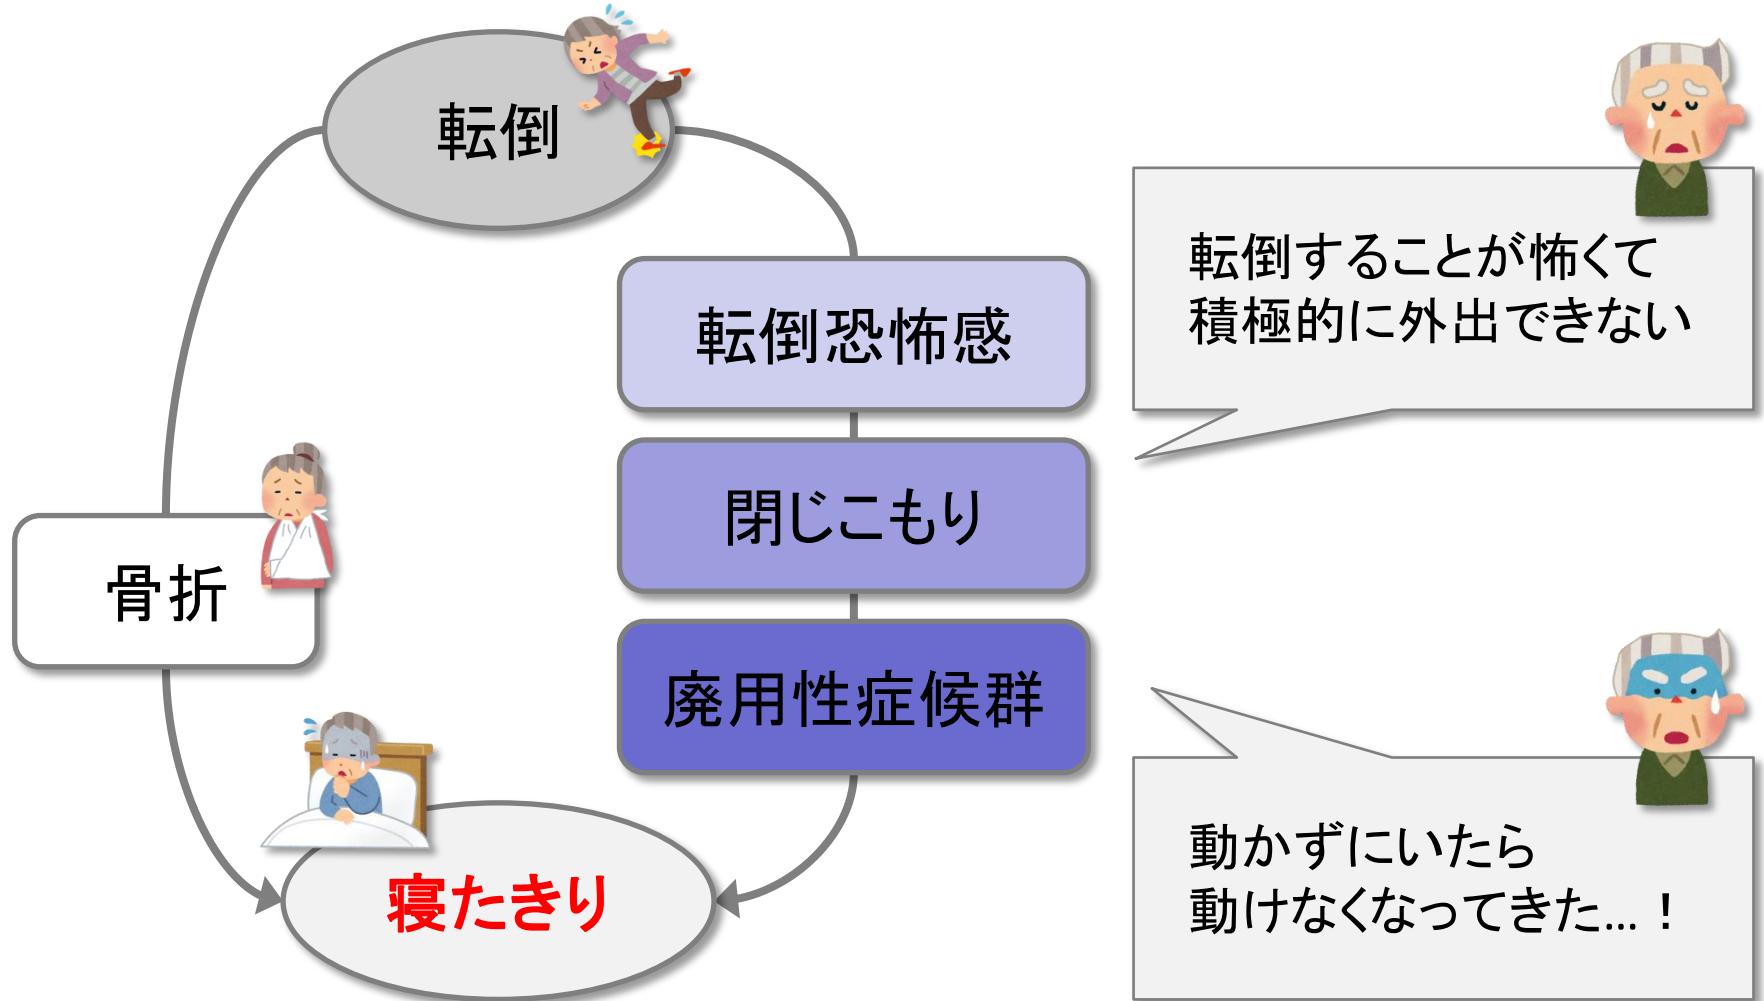 転倒
転倒恐怖感
閉じこもり
廃用性症候群
骨折
寝たきり
転倒することが怖くて
積極的に外出できない
動かずにいたら
動けなくなってきた…！